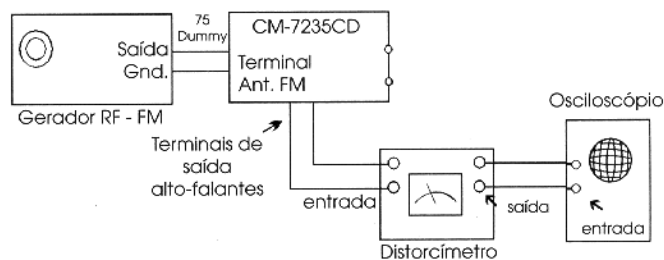 75
Dummy
CM-7235CD
Saída
Gnd.
Terminal
Ant. FM
Gerador RF - FM
Terminais de
saída
alto-falantes
entrada
Distorcímetro
saída
Osciloscópio
entrada